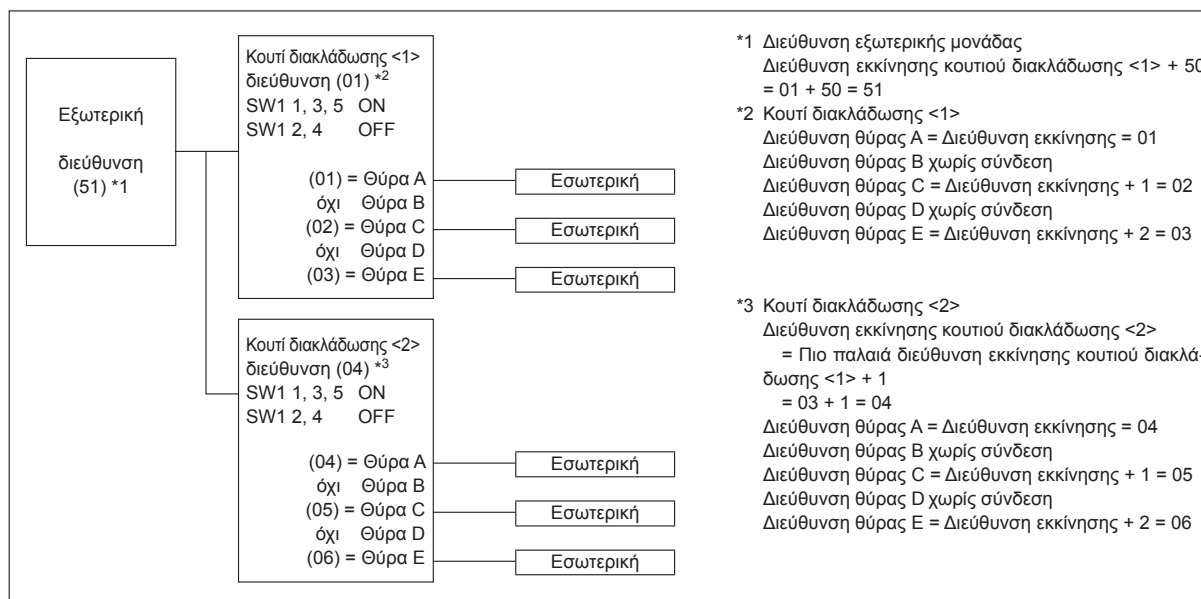 Εξωτερική
διεύθυνση
(51) *1
Κουτί διακλάδωσης <1>
διεύθυνση (01) *2
SW1 1, 3, 5 ON
SW1 2, 4 OFF
(01) = Θύρα A
όχι Θύρα B
(02) = Θύρα C
όχι Θύρα D
(03) = Θύρα E
Εσωτερική
Εσωτερική
Εσωτερική
Κουτί διακλάδωσης <2>
διεύθυνση (04) *3
SW1 1, 3, 5 ON
SW1 2, 4 OFF
(04) = Θύρα A
όχι Θύρα B
(05) = Θύρα C
όχι Θύρα D
(06) = Θύρα E
Εσωτερική
Εσωτερική
Εσωτερική
*1 Διεύθυνση εξωτερικής μονάδας
Διεύθυνση εκκίνησης κουτιού διακλάδωσης <1> + 50
= 01 + 50 = 51
*2 Κουτί διακλάδωσης <1>
Διεύθυνση θύρας A = Διεύθυνση εκκίνησης = 01
Διεύθυνση θύρας B χωρίς σύνδεση
Διεύθυνση θύρας C = Διεύθυνση εκκίνησης + 1 = 02
Διεύθυνση θύρας D χωρίς σύνδεση
Διεύθυνση θύρας E = Διεύθυνση εκκίνησης + 2 = 03
*3 Κουτί διακλάδωσης <2>
Διεύθυνση εκκίνησης κουτιού διακλάδωσης <2>
= Πιο παλαιά διεύθυνση εκκίνησης κουτιού διακλά-
δωσης <1> + 1
= 03 + 1 = 04
Διεύθυνση θύρας A = Διεύθυνση εκκίνησης = 04
Διεύθυνση θύρας B χωρίς σύνδεση
Διεύθυνση θύρας C = Διεύθυνση εκκίνησης + 1 = 05
Διεύθυνση θύρας D χωρίς σύνδεση
Διεύθυνση θύρας E = Διεύθυνση εκκίνησης + 2 = 06